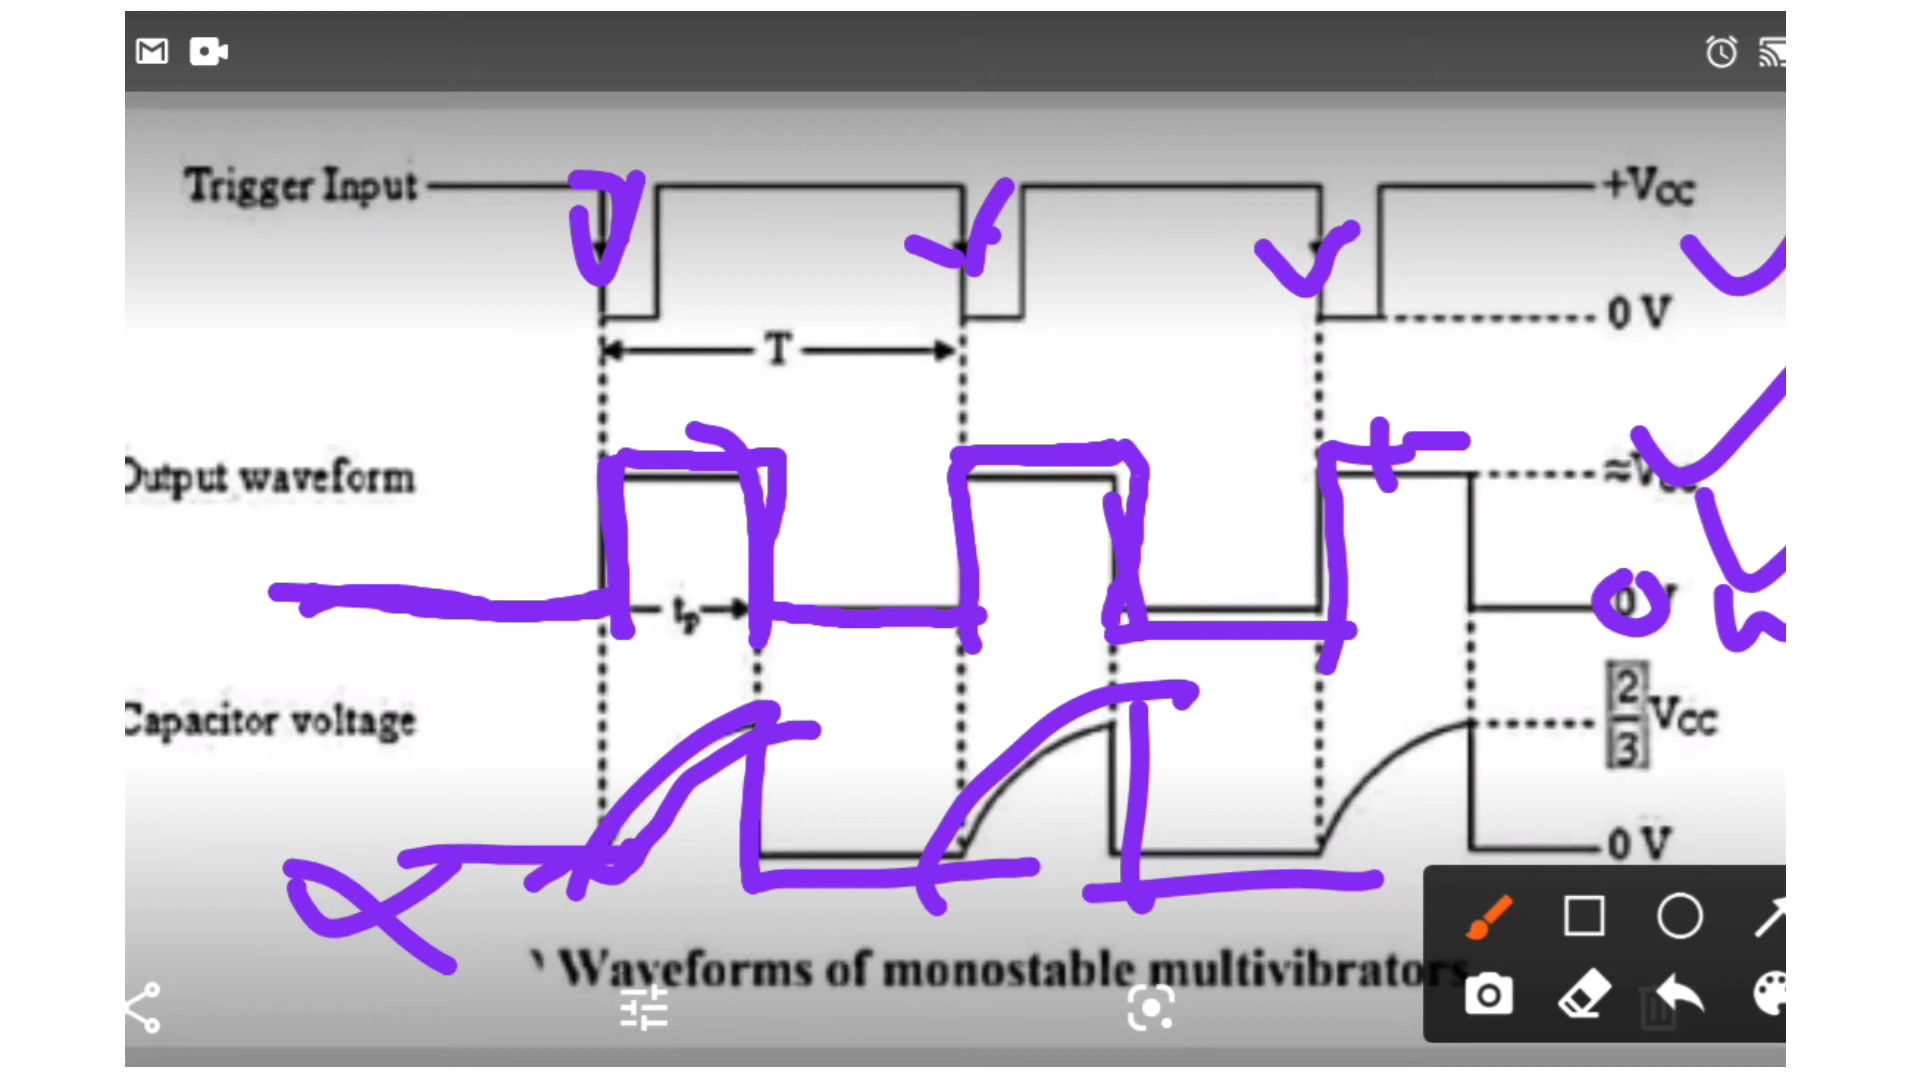 Trigger Input
+VCC
0 V
T
Output waveform
≈VCC
tp
0 V
Capacitor voltage
2/3 VCC
0 V
Waveforms of monostable multivibrators